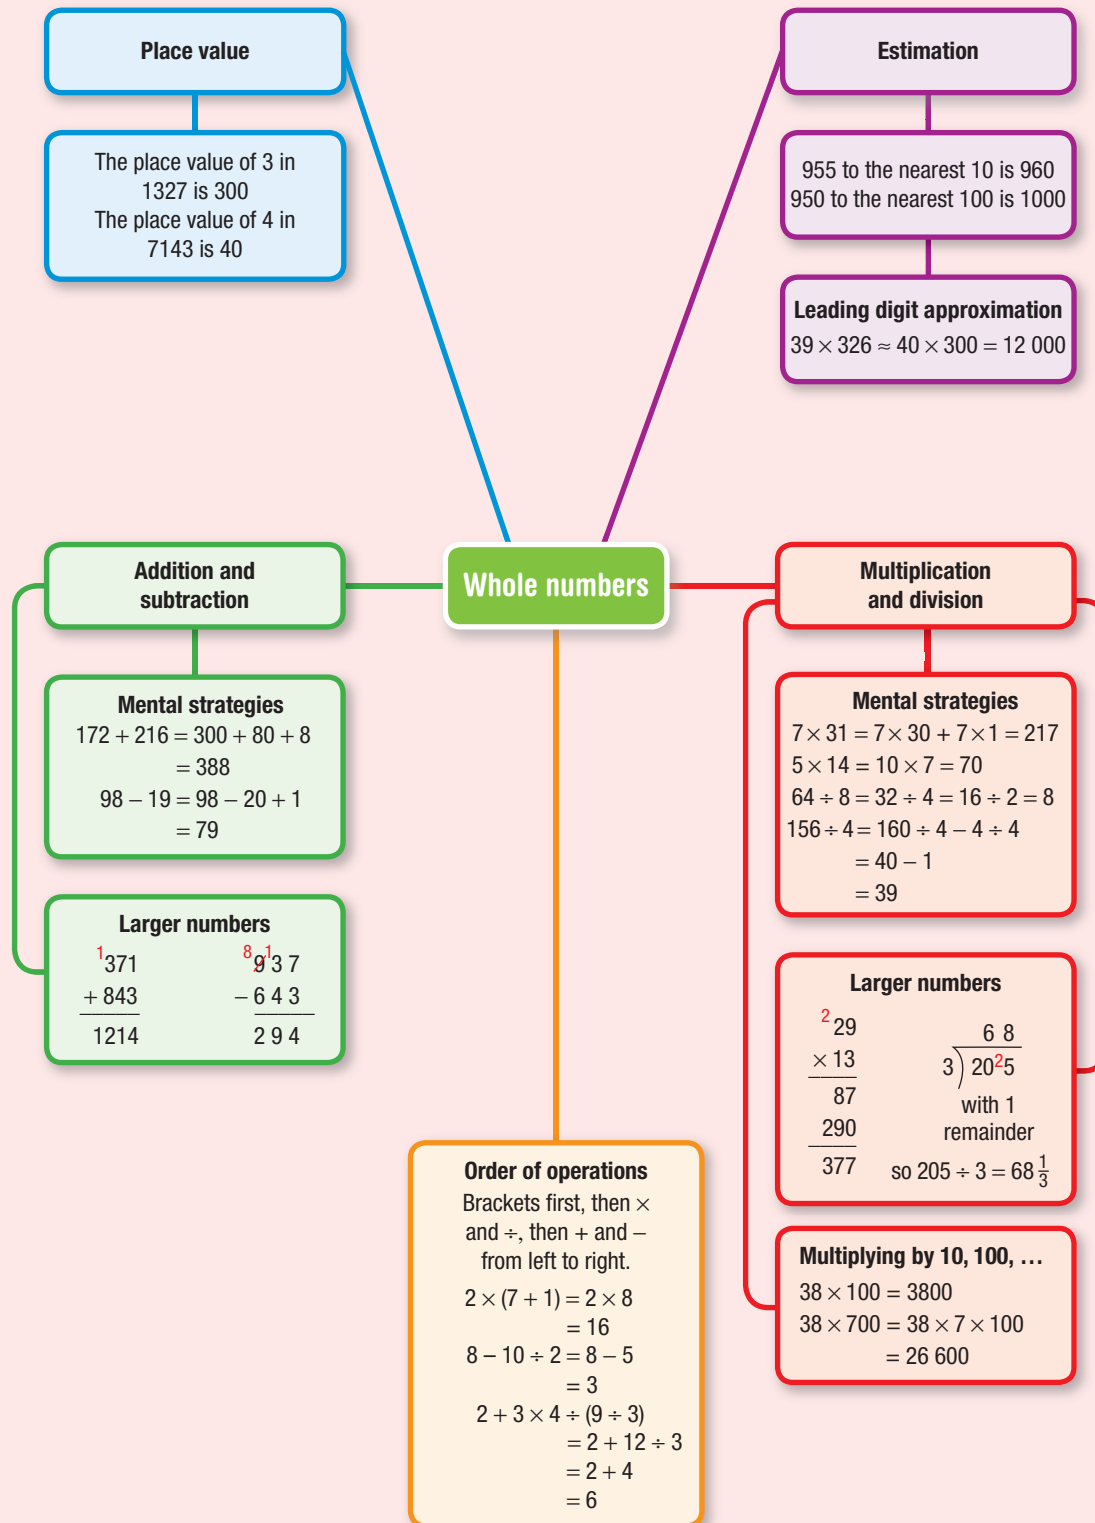 Place value
The place value of 3 in
1327 is 300
The place value of 4 in
7143 is 40
Estimation
955 to the nearest 10 is 960
950 to the nearest 100 is 1000
Leading digit approximation
39 × 326 ≈ 40 × 300 = 12 000
Whole numbers
Addition and
subtraction
Mental strategies
172 + 216 = 300 + 80 + 8
= 388
98 − 19 = 98 − 20 + 1
= 79
Larger numbers
1371
+ 843
1214
8 9 13 7
− 6 4 3
2 9 4
Multiplication
and division
Mental strategies
7 × 31 = 7 × 30 + 7 × 1 = 217
5 × 14 = 10 × 7 = 70
64 ÷ 8 = 32 ÷ 4 = 16 ÷ 2 = 8
156 ÷ 4 = 160 ÷ 4 − 4 ÷ 4
= 40 − 1
= 39
Larger numbers
2 29
× 13
87
290
377
6 8
3 ) 20 2 5
with 1
remainder
so 205 ÷ 3 = 68 1/3
Multiplying by 10, 100, …
38 × 100 = 3800
38 × 700 = 38 × 7 × 100
= 26 600
Order of operations
Brackets first, then ×
and ÷, then + and −
from left to right.
2 × (7 + 1) = 2 × 8
= 16
8 − 10 ÷ 2 = 8 − 5
= 3
2 + 3 × 4 ÷ (9 ÷ 3)
= 2 + 12 ÷ 3
= 2 + 4
= 6